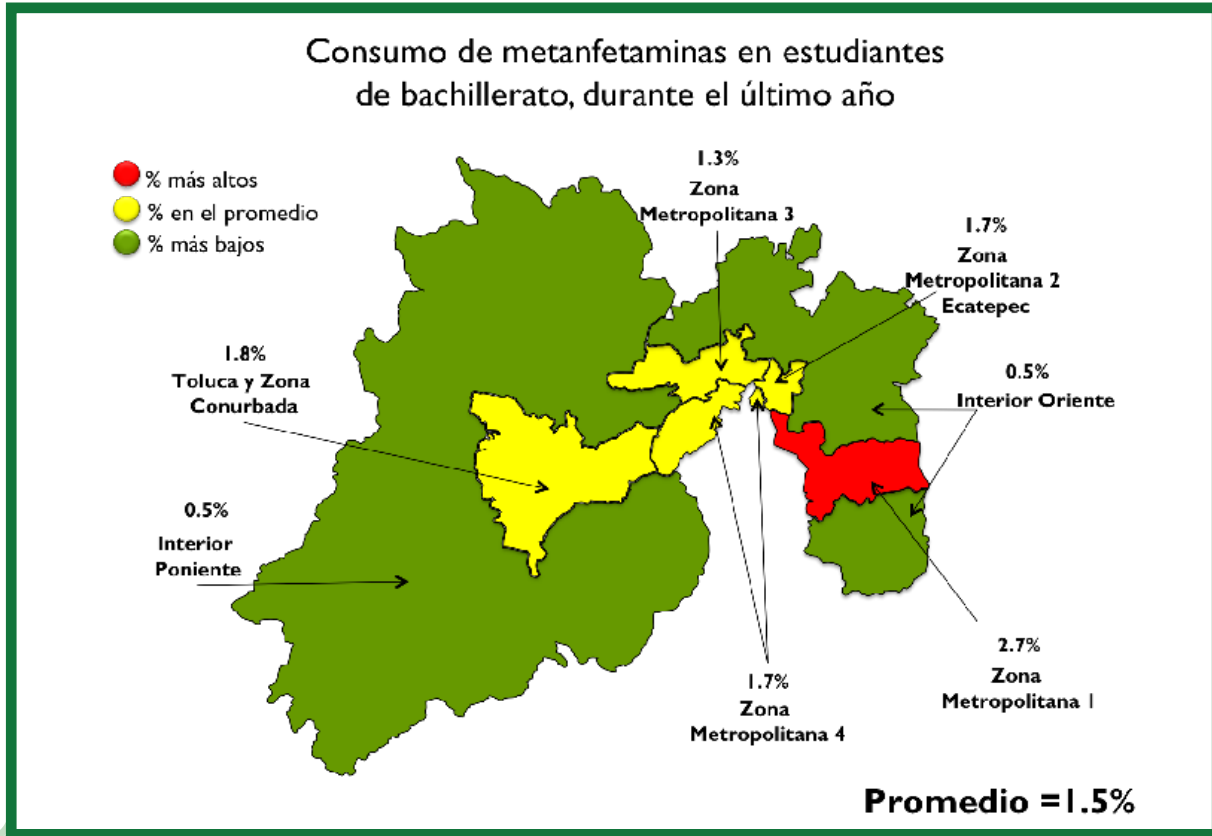 Consumo de metanfetaminas en estudiantes
de bachillerato, durante el último año
% más altos
% en el promedio
% más bajos
1.3%
Zona
Metropolitana 3
1.7%
Zona
Metropolitana 2
Ecatepec
1.8%
Toluca y Zona
Conurbada
0.5%
Interior Oriente
0.5%
Interior
Poniente
2.7%
Zona
Metropolitana 1
1.7%
Zona
Metropolitana 4
Promedio =1.5%